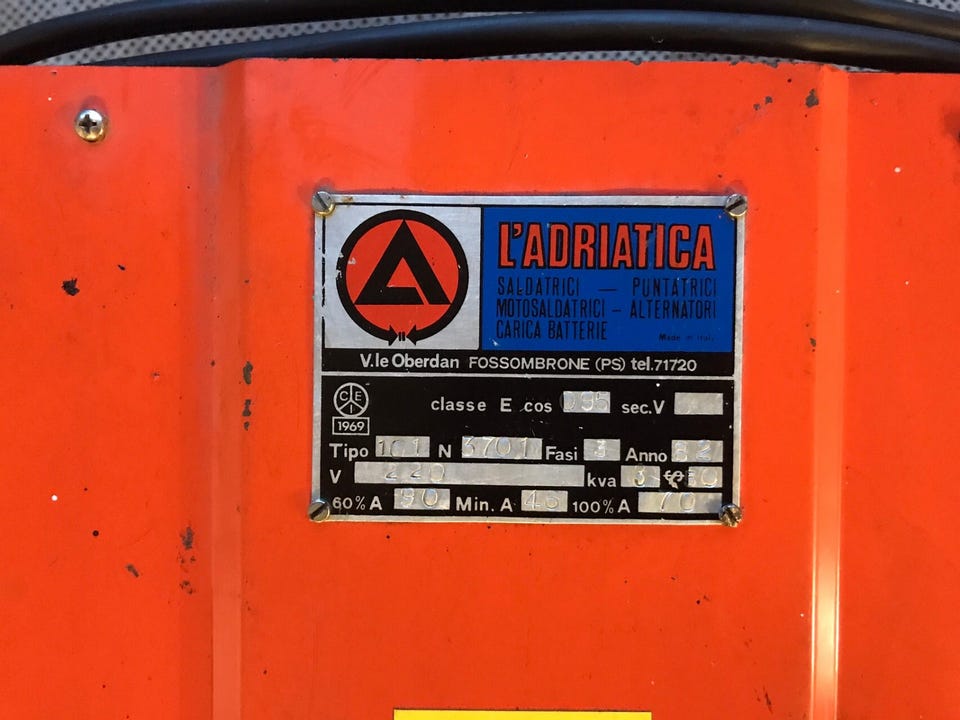 L'ADRIATICA
SALDATRICI — PUNTATRICI
MOTOSALDATRICI – ALTERNATORI
CARICA BATTERIE Made in Italy
V.le Oberdan FOSSOMBRONE (PS) tel.71720
CEI
1969
classe E cos 095 sec.V
Tipo 161 N 3701 Fasi 3 Anno 82
V 220 kva
60% A 90 Min. A 45 100% A 70